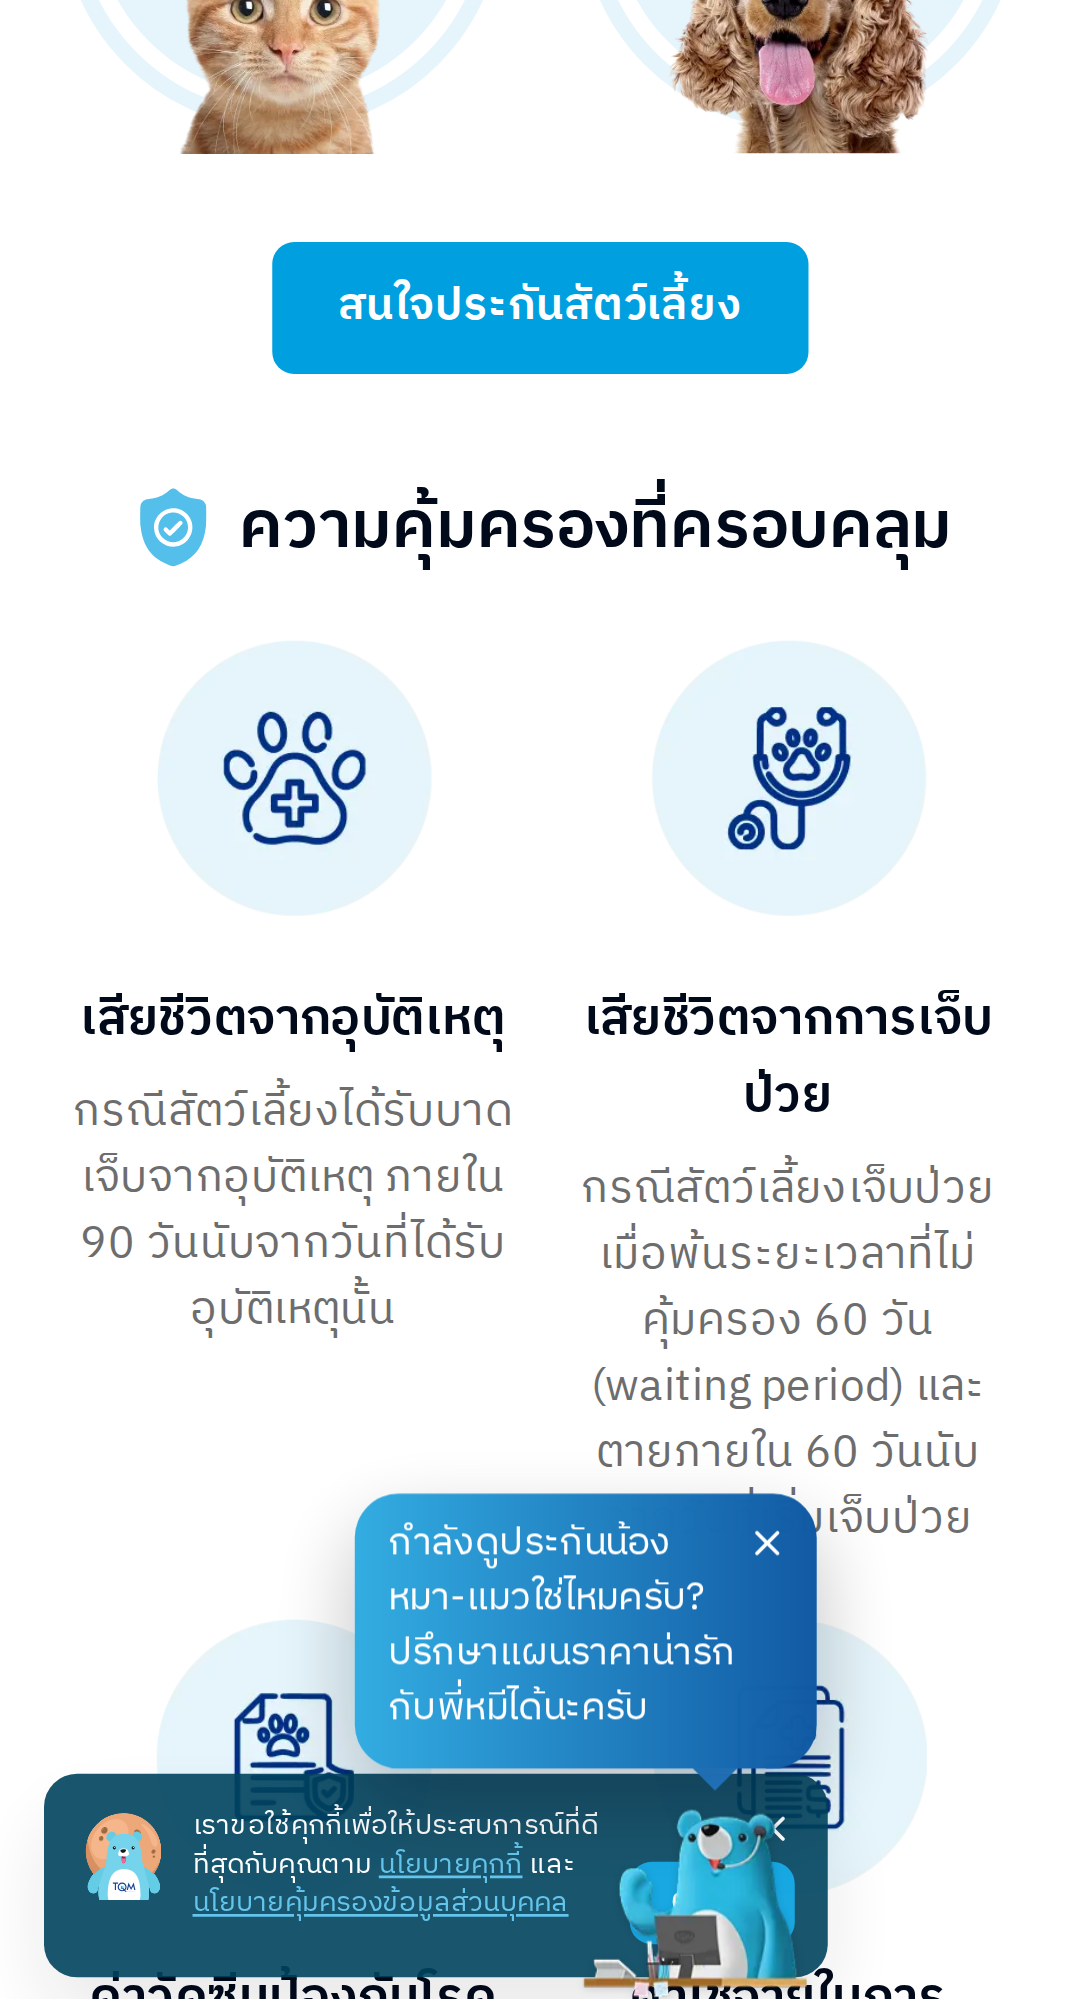 สนใจประกันสัตว์เลี้ยง
ความคุ้มครองที่ครอบคลุม
เสียชีวิตจากอุบัติเหตุ
กรณีสัตว์เลี้ยงได้รับบาด
เจ็บจากอุบัติเหตุ ภายใน
90 วันนับจากวันที่ได้รับ
อุบัติเหตุนั้น
เสียชีวิตจากการเจ็บ
ป่วย
กรณีสัตว์เลี้ยงเจ็บป่วย
เมื่อพ้นระยะเวลาที่ไม่
คุ้มครอง 60 วัน
(waiting period) และ
ตายภายใน 60 วันนับ
เจ็บป่วย
กำลังดูประกันน้อง
หมา-แมวใช่ไหมครับ?
ปรึกษาแผนราคาน่ารัก
กับพี่หมีได้นะครับ
เราขอใช้คุกกี้เพื่อให้ประสบการณ์ที่ดี
ที่สุดกับคุณตาม นโยบายคุกกี้ และ
นโยบายคุ้มครองข้อมูลส่วนบุคคล
TQM
ค่าวัคซีนป้องกันโรค